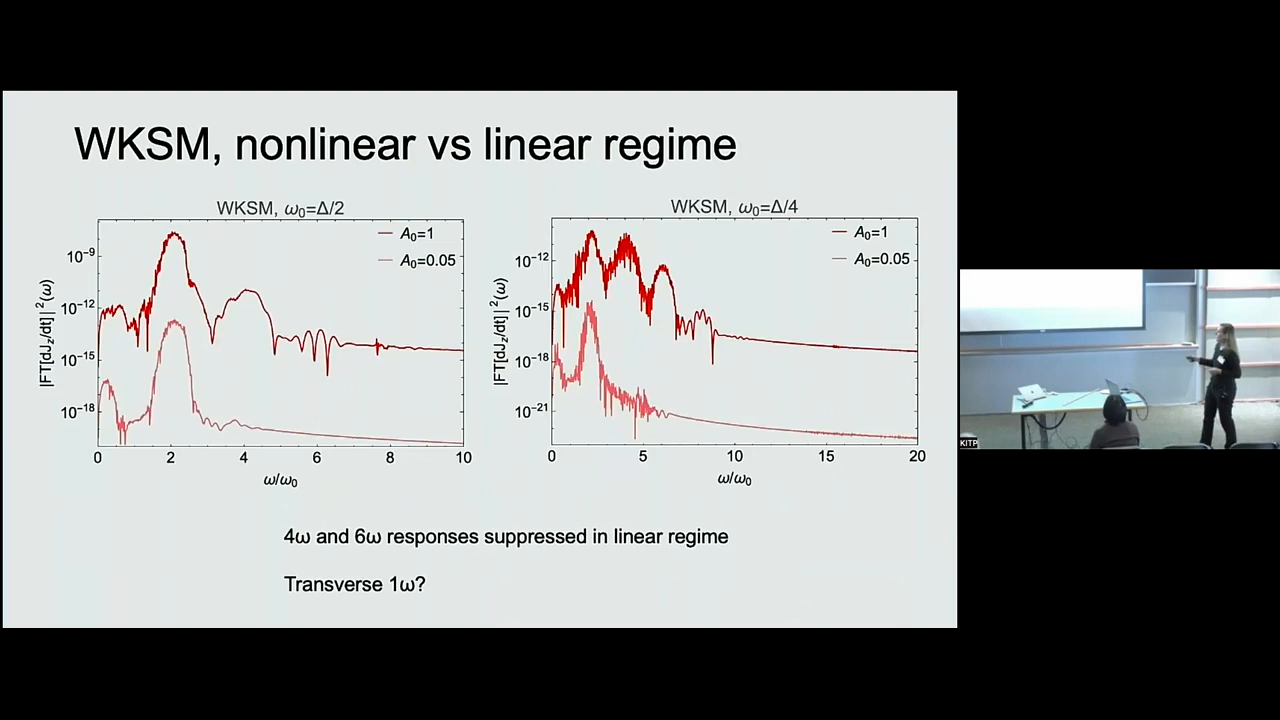 WKSM, nonlinear vs linear regime
WKSM, ω₀=Δ/2
A₀=1
A₀=0.05
|FT[dJ_z/dt]|²(ω)
10⁻⁹
10⁻¹²
10⁻¹⁵
10⁻¹⁸
0 2 4 6 8 10
ω/ω₀
WKSM, ω₀=Δ/4
A₀=1
A₀=0.05
|FT[dJ_z/dt]|²(ω)
10⁻¹²
10⁻¹⁵
10⁻¹⁸
10⁻²¹
0 5 10 15 20
ω/ω₀
4ω and 6ω responses suppressed in linear regime
Transverse 1ω?
KITP